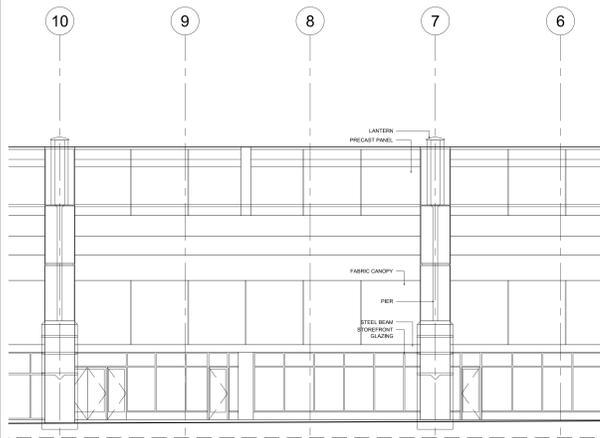 10 9 8 7 6
LANTERN
PRECAST PANEL
FABRIC CANOPY
PIER
STEEL BEAM
STOREFRONT
GLAZING